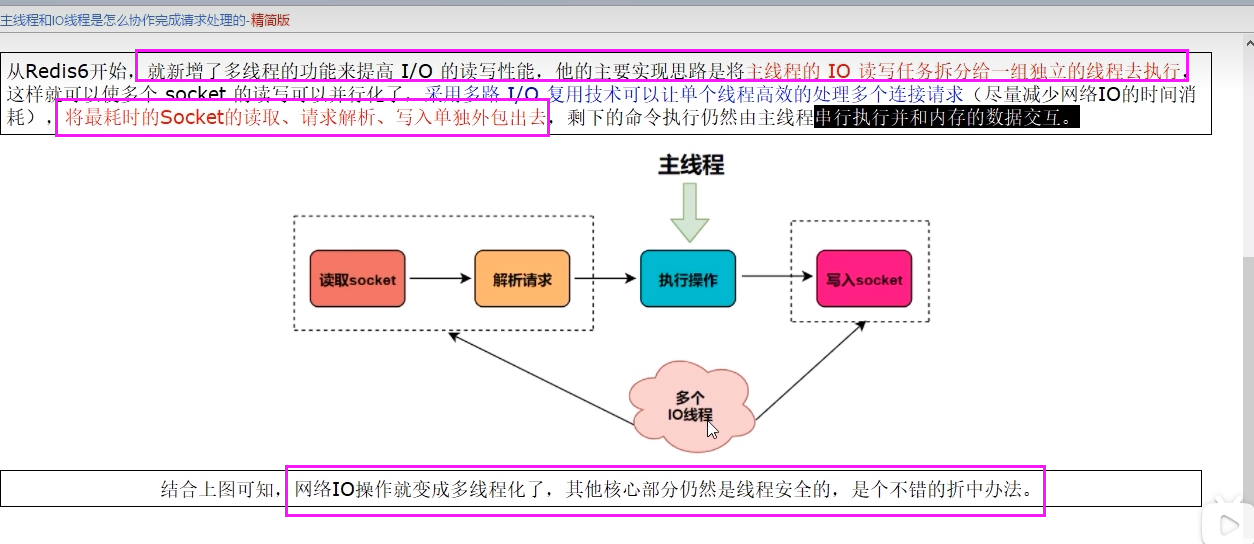 主线程和IO线程是怎么协作完成请求处理的-精简版
从Redis6开始，就新增了多线程的功能来提高 I/O 的读写性能，他的主要实现思路是将主线程的 IO 读写任务拆分给一组独立的线程去执行，
这样就可以使多个 socket 的读写可以并行化了，采用多路 I/O 复用技术可以让单个线程高效的处理多个连接请求（尽量减少网络IO的时间消
耗），将最耗时的Socket的读取、请求解析、写入单独外包出去，剩下的命令执行仍然由主线程串行执行并和内存的数据交互。
主线程
读取socket
解析请求
执行操作
写入socket
多个
IO线程
结合上图可知，网络IO操作就变成多线程化了，其他核心部分仍然是线程安全的，是个不错的折中办法。